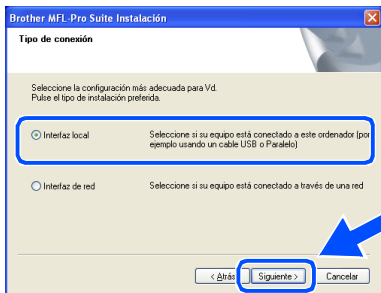 Brother MFL-Pro Suite Instalación
Tipo de conexión
Seleccione la configuración más adecuada para Vd.
Pulse el tipo de instalación preferida.
Interfaz local
Seleccione si su equipo está conectado a este ordenador (por
ejemplo usando un cable USB o Paralelo)
Interfaz de red
Seleccione si su equipo está conectado a través de una red
< Atrás
Siguiente >
Cancelar